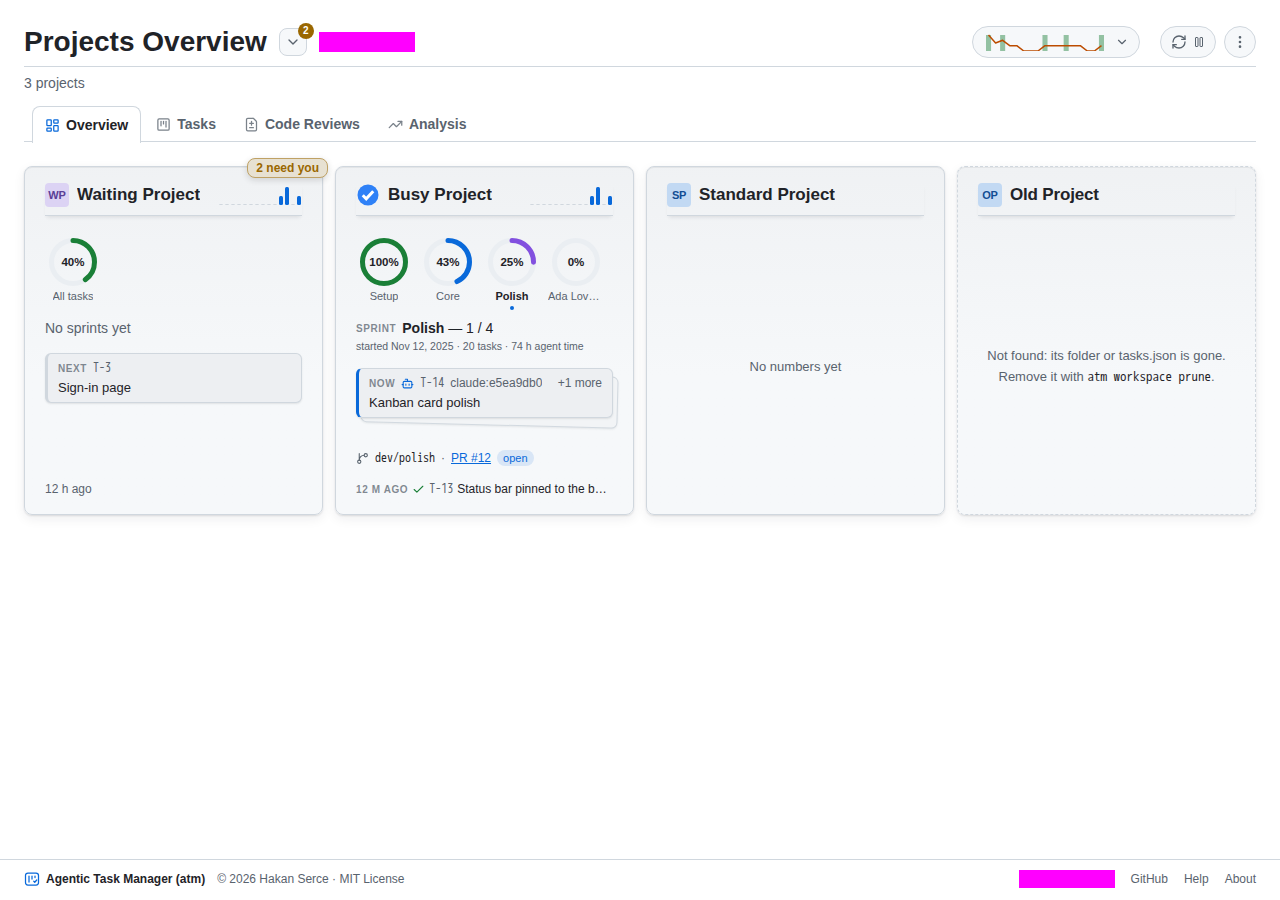 Projects Overview
2
3 projects
Overview
Tasks
Code Reviews
Analysis
2 need you
WP
Waiting Project
40%
All tasks
No sprints yet
NEXT T-3
Sign-in page
12 h ago
Busy Project
100%
43%
25%
0%
Setup
Core
Polish
Ada Lov…
SPRINT Polish — 1 / 4
started Nov 12, 2025 · 20 tasks · 74 h agent time
NOW T-14 claude:e5ea9db0 +1 more
Kanban card polish
dev/polish · PR #12 open
12 M AGO T-13 Status bar pinned to the b…
SP
Standard Project
No numbers yet
OP
Old Project
Not found: its folder or tasks.json is gone.
Remove it with atm workspace prune.
Agentic Task Manager (atm)
© 2026 Hakan Serce · MIT License
GitHub
Help
About